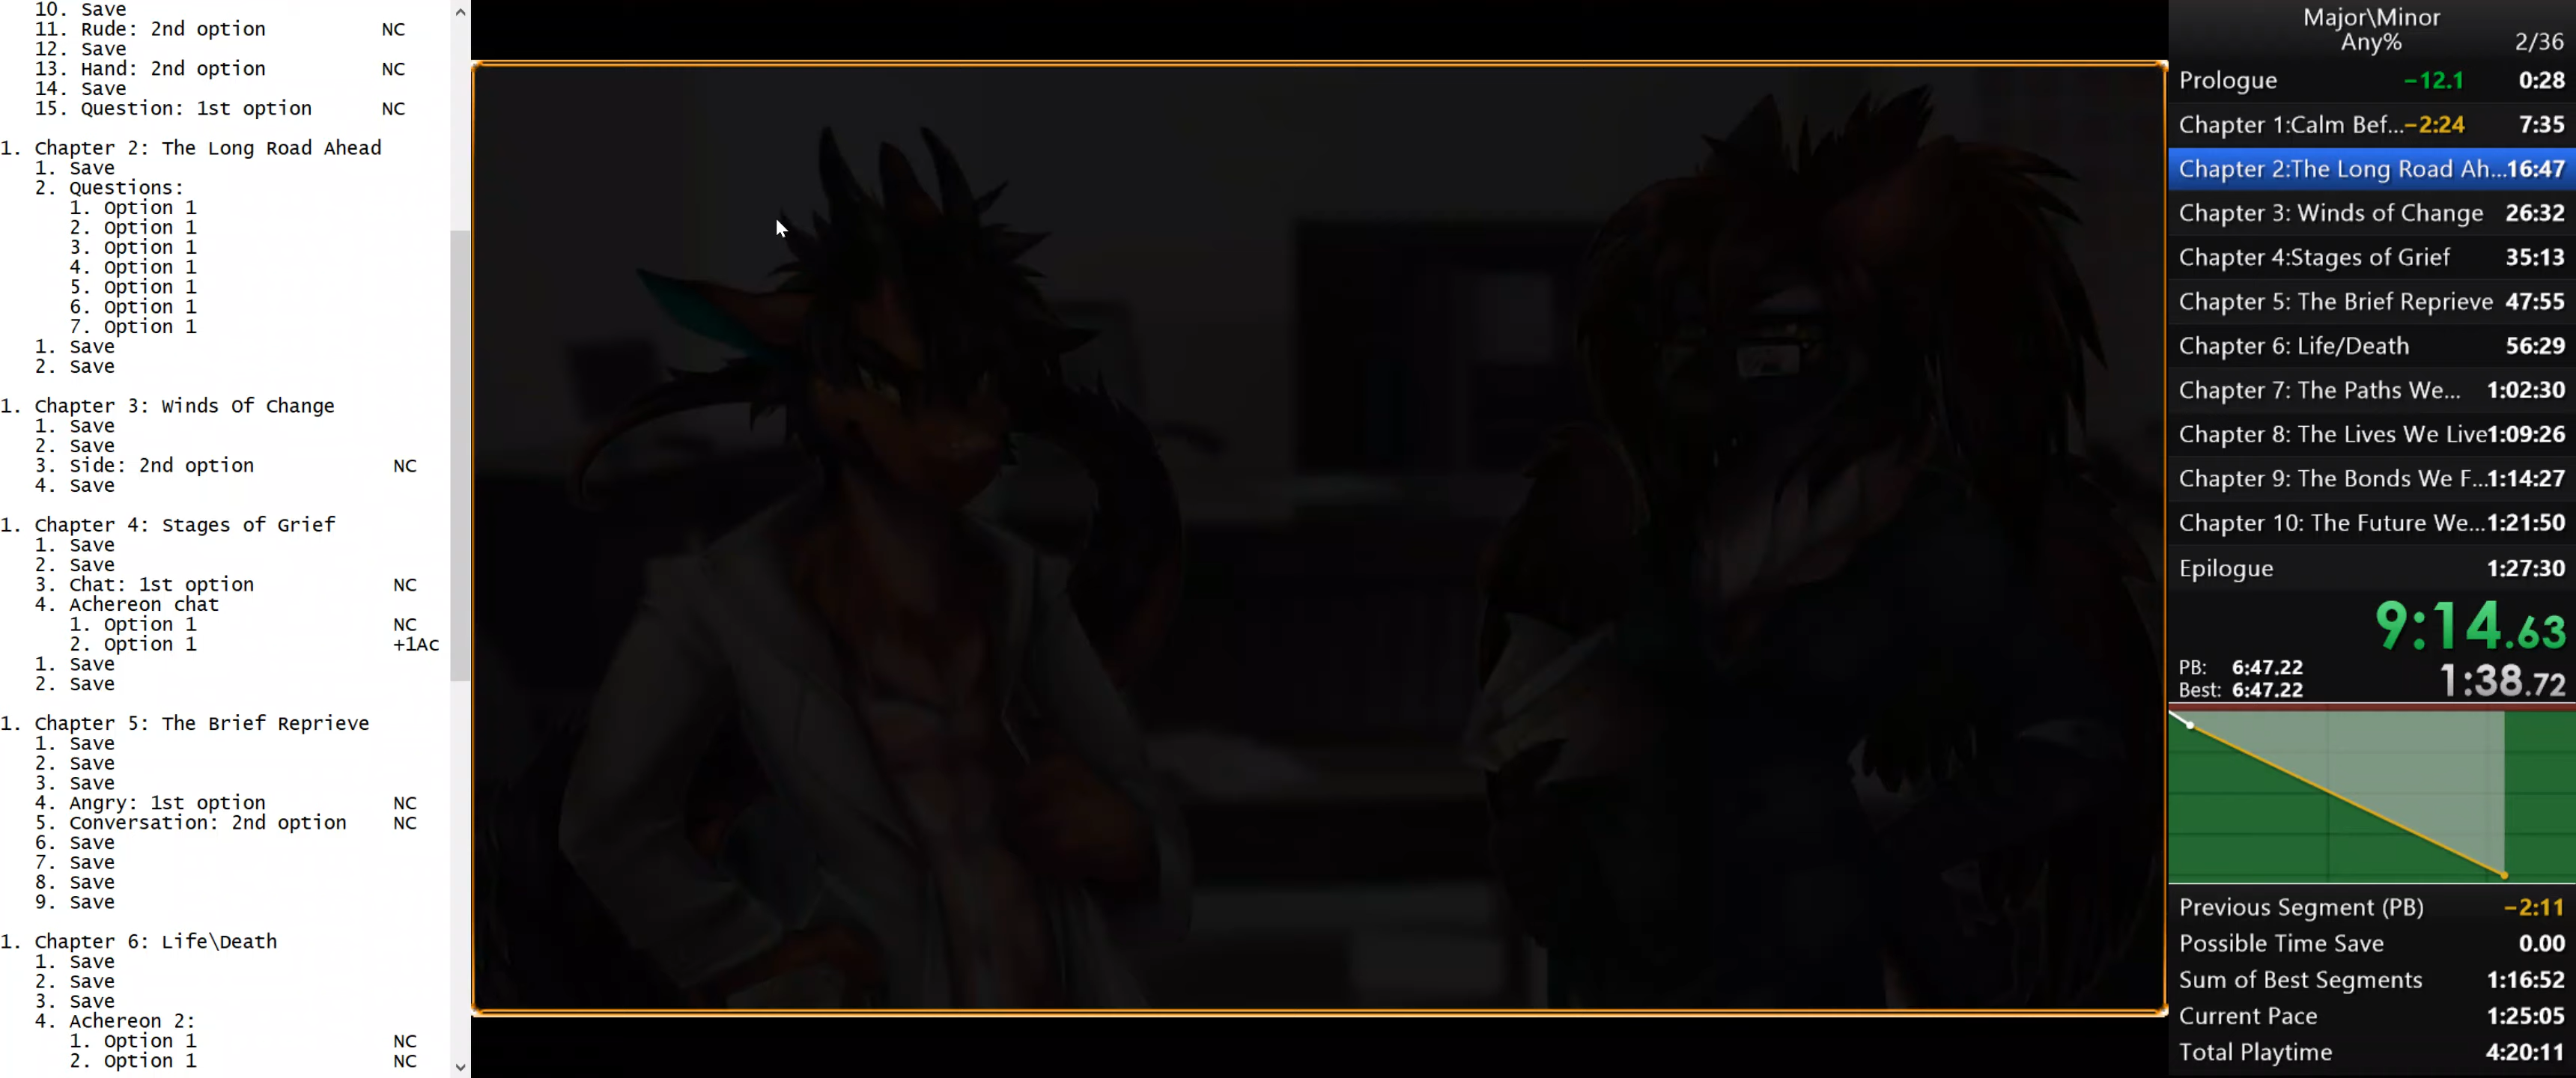 10. Save
11. Rude: 2nd option NC
12. Save
13. Hand: 2nd option NC
14. Save
15. Question: 1st option NC
1. Chapter 2: The Long Road Ahead
1. Save
2. Questions:
1. Option 1
2. Option 1
3. Option 1
4. Option 1
5. Option 1
6. Option 1
7. Option 1
1. Save
2. Save
1. Chapter 3: Winds Of Change
1. Save
2. Save
3. Side: 2nd option NC
4. Save
1. Chapter 4: Stages of Grief
1. Save
2. Save
3. Chat: 1st option NC
4. Achereon chat
1. Option 1 NC
2. Option 1 +1Ac
1. Save
2. Save
1. Chapter 5: The Brief Reprieve
1. Save
2. Save
3. Save
4. Angry: 1st option NC
5. Conversation: 2nd option NC
6. Save
7. Save
8. Save
9. Save
1. Chapter 6: Life\Death
1. Save
2. Save
3. Save
4. Achereon 2:
1. Option 1 NC
2. Option 1 NC
Major\Minor
Any% 2/36
Prologue −12.1 0:28
Chapter 1:Calm Bef... −2:24 7:35
Chapter 2:The Long Road Ah... 16:47
Chapter 3: Winds of Change 26:32
Chapter 4:Stages of Grief 35:13
Chapter 5: The Brief Reprieve 47:55
Chapter 6: Life/Death 56:29
Chapter 7: The Paths We... 1:02:30
Chapter 8: The Lives We Live 1:09:26
Chapter 9: The Bonds We F... 1:14:27
Chapter 10: The Future We... 1:21:50
Epilogue 1:27:30
9:14.63
PB: 6:47.22
Best: 6:47.22
1:38.72
Previous Segment (PB) −2:11
Possible Time Save 0.00
Sum of Best Segments 1:16:52
Current Pace 1:25:05
Total Playtime 4:20:11